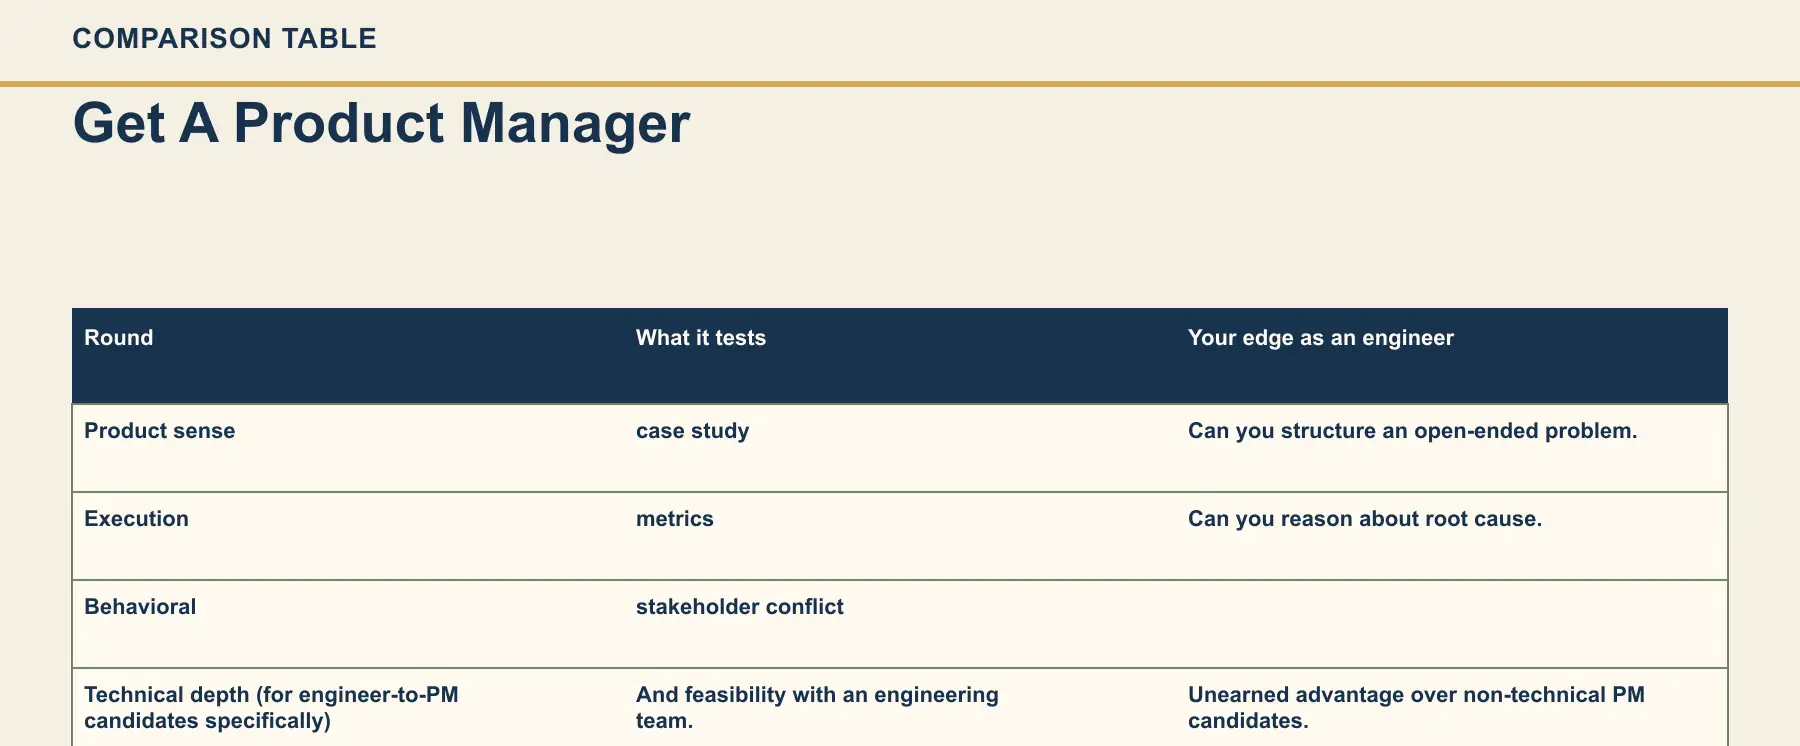 COMPARISON TABLE
Get A Product Manager
Round What it tests Your edge as an engineer
Product sense case study Can you structure an open-ended problem.
Execution metrics Can you reason about root cause.
Behavioral stakeholder conflict
Technical depth (for engineer-to-PM And feasibility with an engineering Unearned advantage over non-technical PM
candidates specifically) team. candidates.